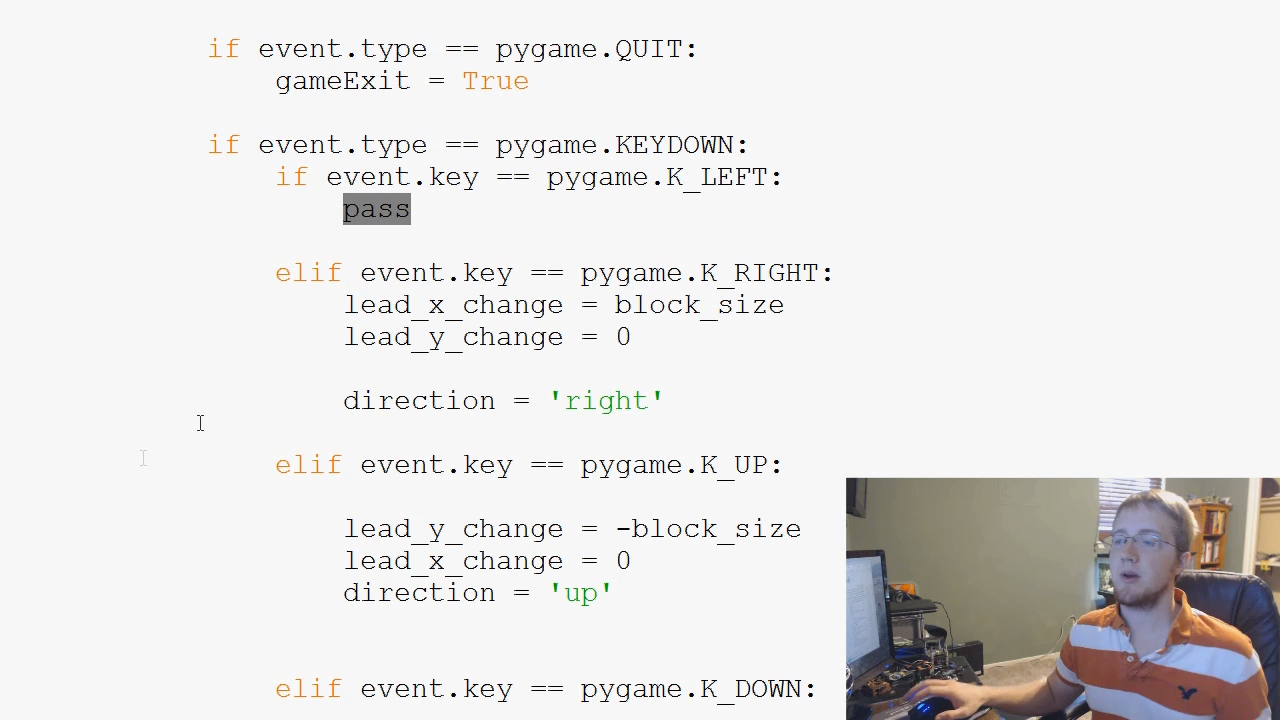 if event.type == pygame.QUIT:
gameExit = True
if event.type == pygame.KEYDOWN:
if event.key == pygame.K_LEFT:
pass
elif event.key == pygame.K_RIGHT:
lead_x_change = block_size
lead_y_change = 0
direction = 'right'
elif event.key == pygame.K_UP:
lead_y_change = -block_size
lead_x_change = 0
direction = 'up'
elif event.key == pygame.K_DOWN: